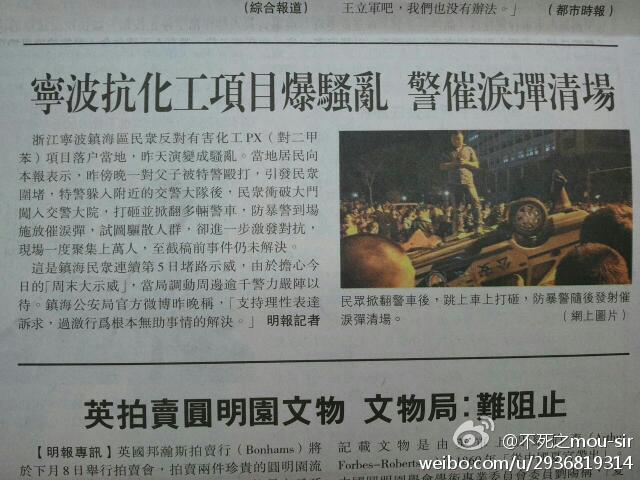 (綜合報道)
王立軍吧，我們也沒有辦法。」 (都市時報)
寧波抗化工項目爆騷亂 警催淚彈清場
浙江寧波鎮海區民眾反對有害化工PX(對二甲
苯)項目落户當地，昨天演變成騷亂。當地居民向
本報表示，昨傍晚一對父子被特警毆打，引發民眾
圍堵，特警躲入附近的交警大隊後，民眾衝破大門
闖入交警大院，打砸並掀翻多輛警車，防暴警到場
施放催淚彈，試圖驅散人群，卻進一步激發對抗，
現場一度聚集上萬人，至截稿前事件仍未解決。
這是鎮海民眾連續第5日堵路示威，由於擔心今
日的「周末大示威」，當局調動周邊逾千警力嚴陣以
待。鎮海公安局官方微博昨晚稱，「支持理性表達
訴求，過激行爲根本無助事情的解決。」 明報記者
公安
民眾掀翻警車後，跳上車上打砸，防暴警隨後發射催
淚彈清場。 (網上圖片)
英拍賣圓明園文物 文物局：難阻止
【明報專訊】英國邦瀚斯拍賣行(Bonhams)將
於下月8日舉行拍賣會，拍賣兩件珍貴的圓明園流
記載文物是由
Forbes-Roberts
@不死之mou-sir
weibo.com/u/2936819314